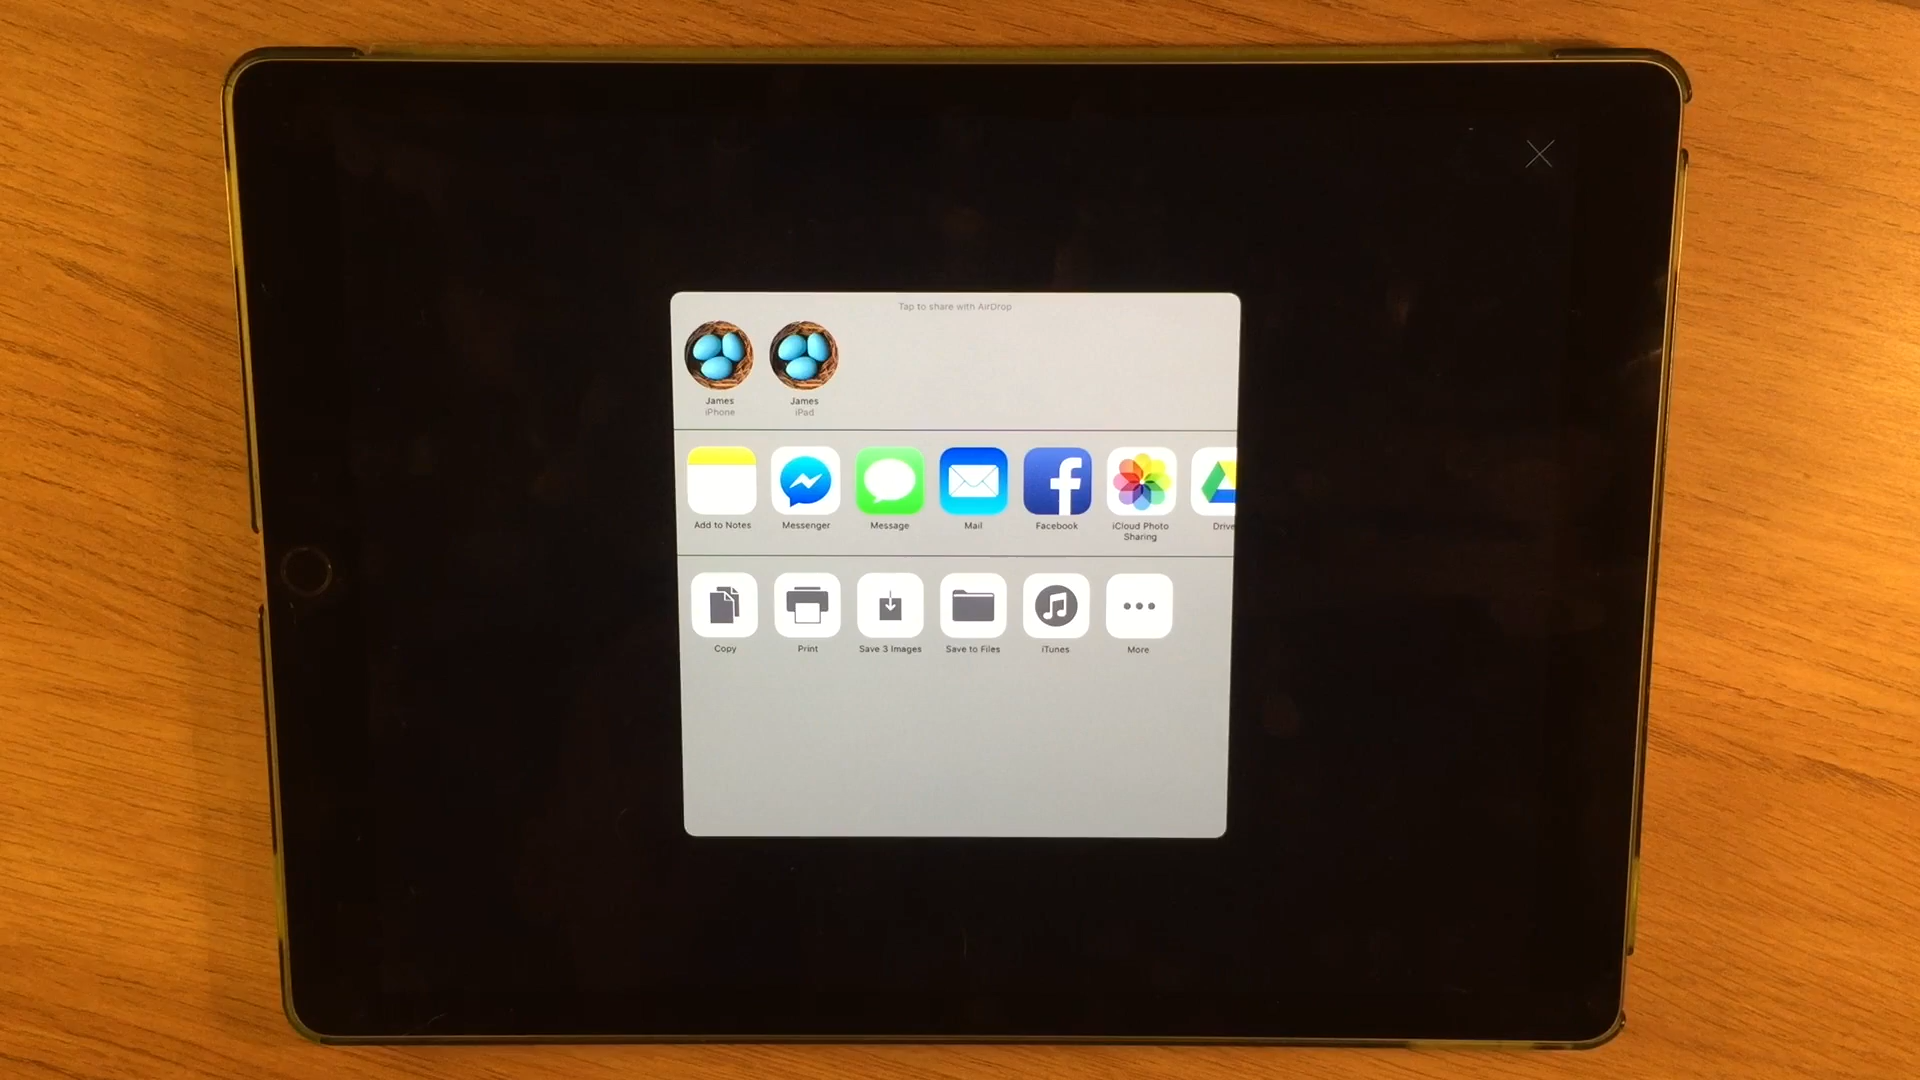 Tap to share with AirDrop
James
iPhone
James
iPad
Add to Notes
Messenger
Message
Mail
Facebook
iCloud Photo
Sharing
Drive
Copy
Print
Save 3 Images
Save to Files
iTunes
More